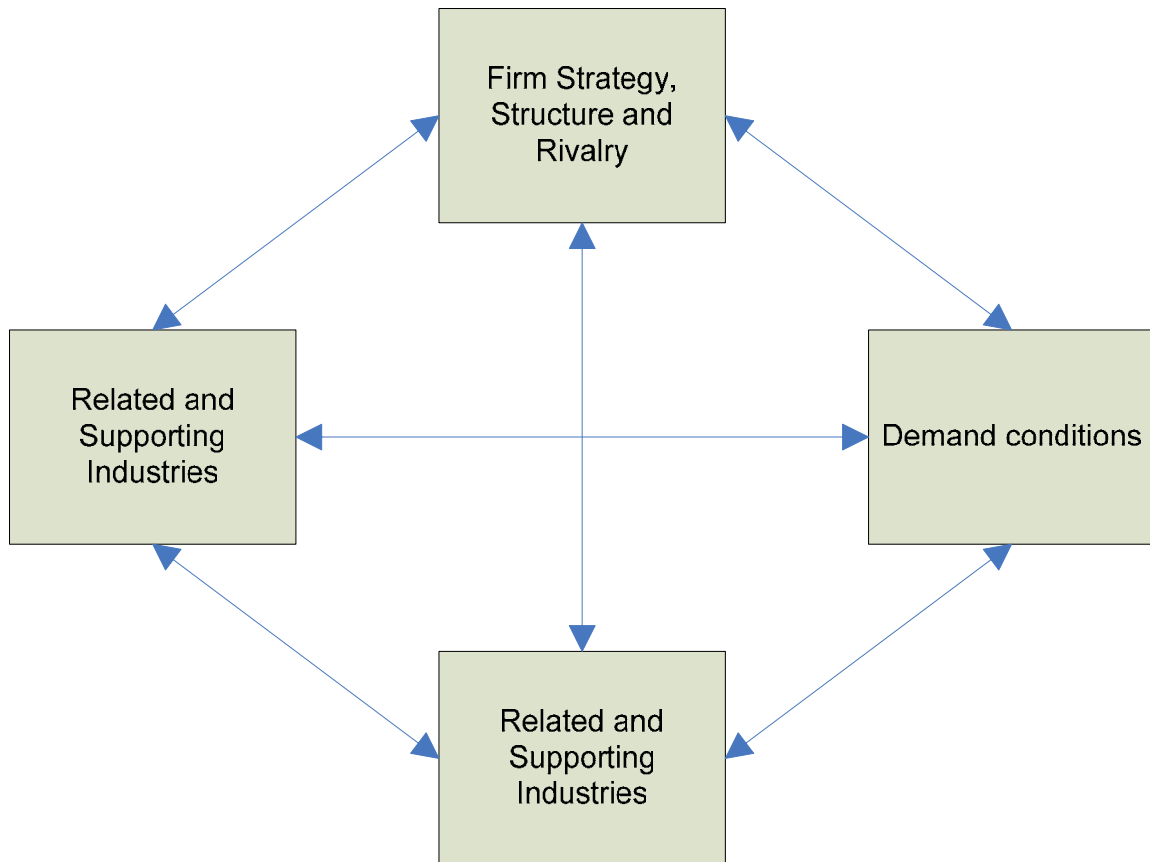 Firm Strategy,
Structure and
Rivalry
Related and
Supporting
Industries
Demand conditions
Related and
Supporting
Industries